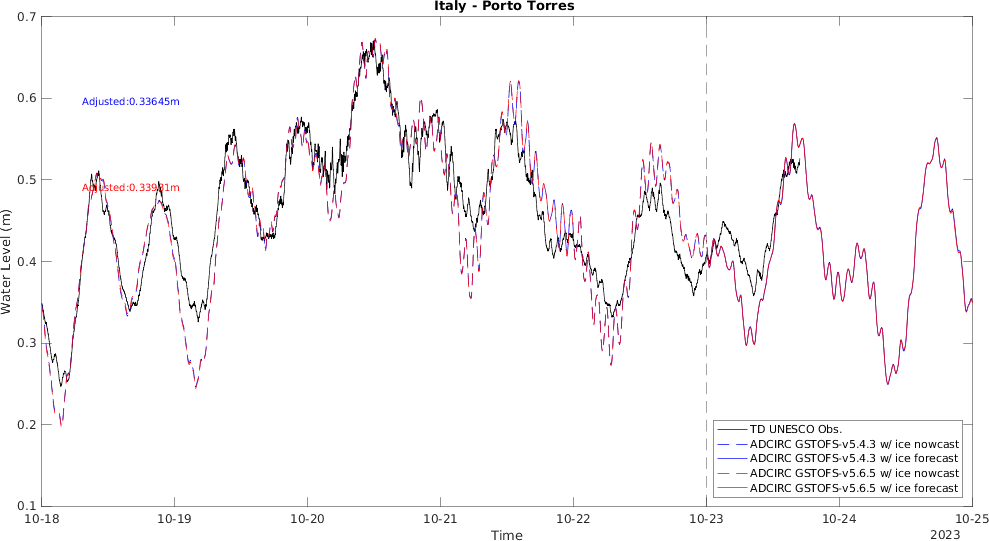 Italy - Porto Torres
0.7
0.6
0.5
0.4
0.3
0.2
0.1
Water Level (m)
Adjusted:0.33645m
Adjusted:0.33931m
TD UNESCO Obs.
ADCIRC GSTOFS-v5.4.3 w/ ice nowcast
ADCIRC GSTOFS-v5.4.3 w/ ice forecast
ADCIRC GSTOFS-v5.6.5 w/ ice nowcast
ADCIRC GSTOFS-v5.6.5 w/ ice forecast
10-18 10-19 10-20 10-21 10-22 10-23 10-24 10-25
Time
2023